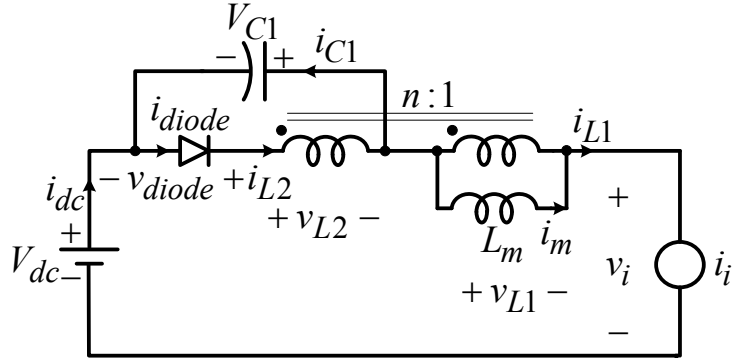 V_{C1}
− + i_{C1}
n:1
i_{diode}
i_{L1}
i_{dc}
− v_{diode} + i_{L2}
+ v_{L2} −
L_m i_m
+
+
V_{dc} −
v_i i_i
+ v_{L1} −
−